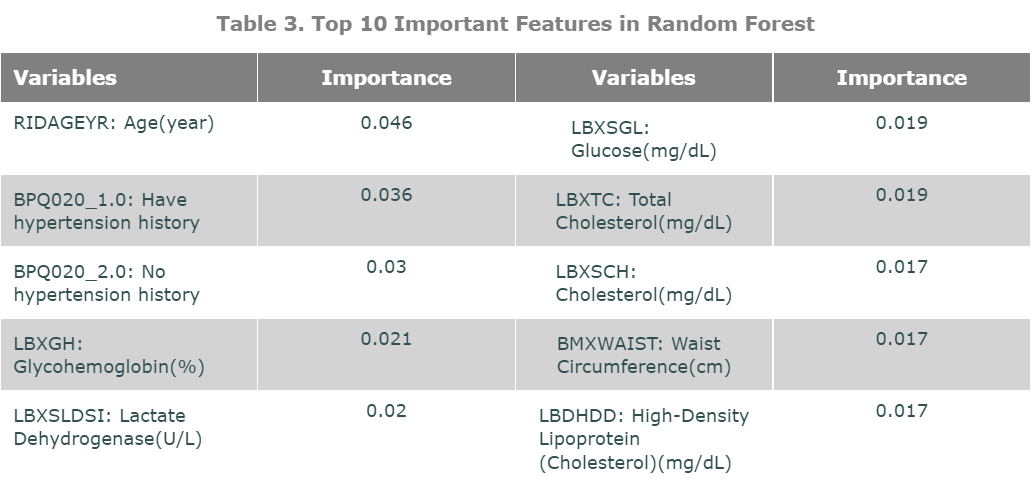 Table 3. Top 10 Important Features in Random Forest
Variables Importance Variables Importance
RIDAGEYR: Age(year) 0.046 LBXSGL: 0.019
Glucose(mg/dL)
BPQ020_1.0: Have 0.036 LBXTC: Total 0.019
hypertension history Cholesterol(mg/dL)
BPQ020_2.0: No 0.03 LBXSCH: 0.017
hypertension history Cholesterol(mg/dL)
LBXGH: 0.021 BMXWAIST: Waist 0.017
Glycohemoglobin(%) Circumference(cm)
LBXSLDSI: Lactate 0.02 LBDHDD: High-Density 0.017
Dehydrogenase(U/L) Lipoprotein
(Cholesterol)(mg/dL)